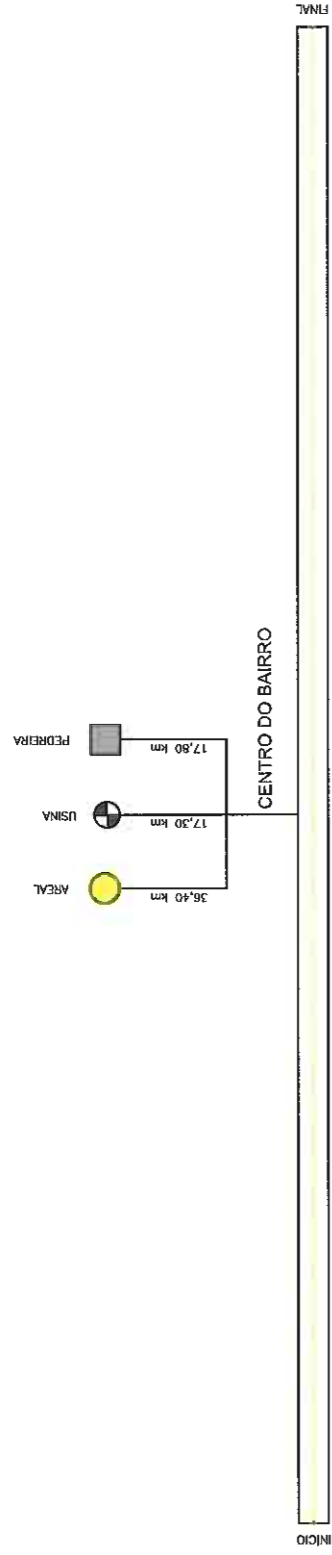 FINAL
PEDREIRA
17,80 km
USINA
17,30 km
AREAL
36,40 km
CENTRO DO BAIRRO
INÍCIO